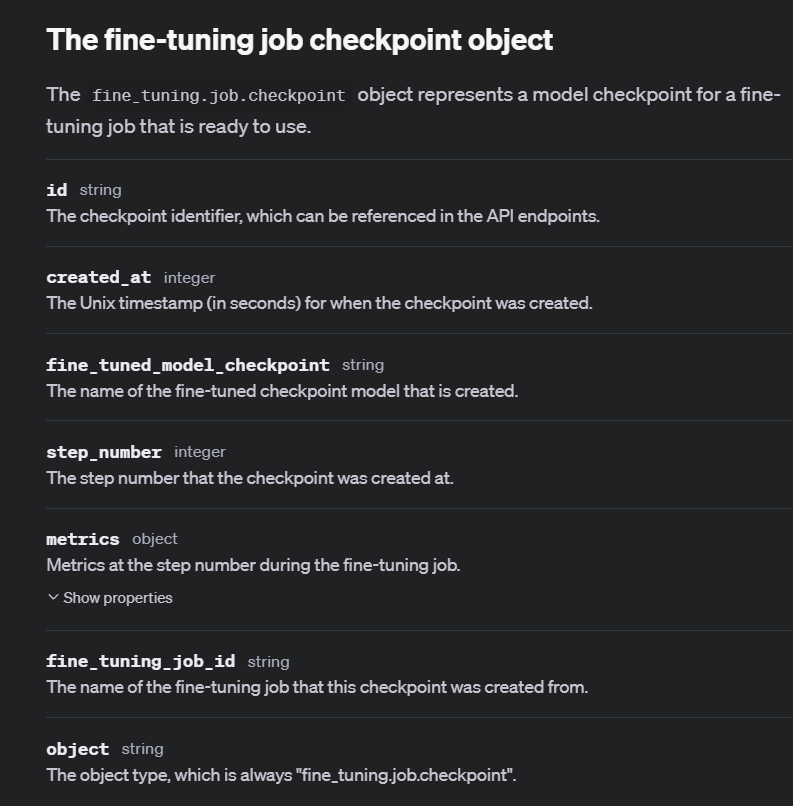 The fine-tuning job checkpoint object
The fine_tuning.job.checkpoint object represents a model checkpoint for a fine-
tuning job that is ready to use.
id string
The checkpoint identifier, which can be referenced in the API endpoints.
created_at integer
The Unix timestamp (in seconds) for when the checkpoint was created.
fine_tuned_model_checkpoint string
The name of the fine-tuned checkpoint model that is created.
step_number integer
The step number that the checkpoint was created at.
metrics object
Metrics at the step number during the fine-tuning job.
Show properties
fine_tuning_job_id string
The name of the fine-tuning job that this checkpoint was created from.
object string
The object type, which is always "fine_tuning.job.checkpoint".